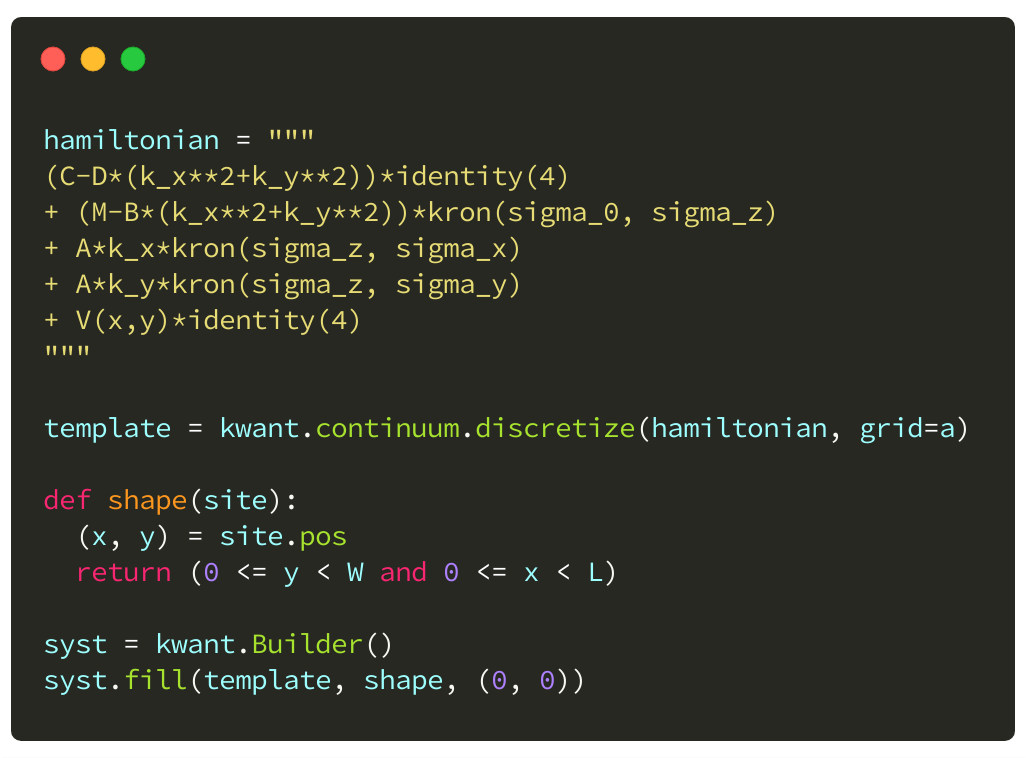 hamiltonian = """
(C-D*(k_x**2+k_y**2))*identity(4)
+ (M-B*(k_x**2+k_y**2))*kron(sigma_0, sigma_z)
+ A*k_x*kron(sigma_z, sigma_x)
+ A*k_y*kron(sigma_z, sigma_y)
+ V(x,y)*identity(4)
"""
template = kwant.continuum.discretize(hamiltonian, grid=a)
def shape(site):
  (x, y) = site.pos
  return (0 <= y < W and 0 <= x < L)
syst = kwant.Builder()
syst.fill(template, shape, (0, 0))